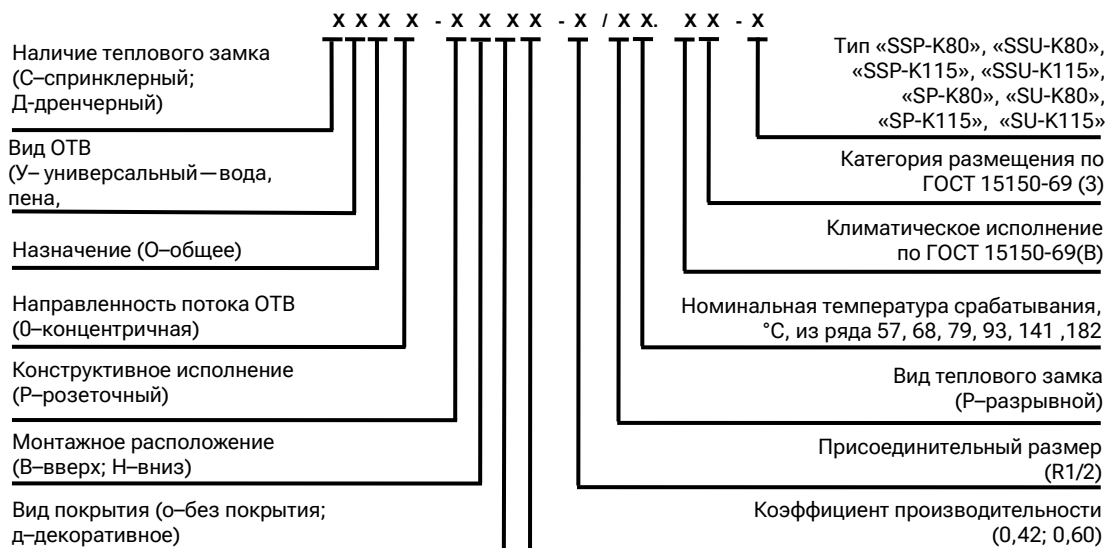 X X X X - X X X X - X / X X. X X - X
Наличие теплового замка
(С–спринклерный;
Д-дренчерный)
Вид ОТВ
(У– универсальный—вода,
пена,
Назначение (О–общее)
Направленность потока ОТВ
(0–концентричная)
Конструктивное исполнение
(Р–розеточный)
Монтажное расположение
(В–вверх; Н–вниз)
Вид покрытия (о–без покрытия;
д–декоративное)
Тип «SSP-K80», «SSU-K80»,
«SSP-K115», «SSU-K115»,
«SP-K80», «SU-K80»,
«SP-K115», «SU-K115»
Категория размещения по
ГОСТ 15150-69 (3)
Климатическое исполнение
по ГОСТ 15150-69(В)
Номинальная температура срабатывания,
°С, из ряда 57, 68, 79, 93, 141 ,182
Вид теплового замка
(Р–разрывной)
Присоединительный размер
(R1/2)
Коэффициент производительности
(0,42; 0,60)